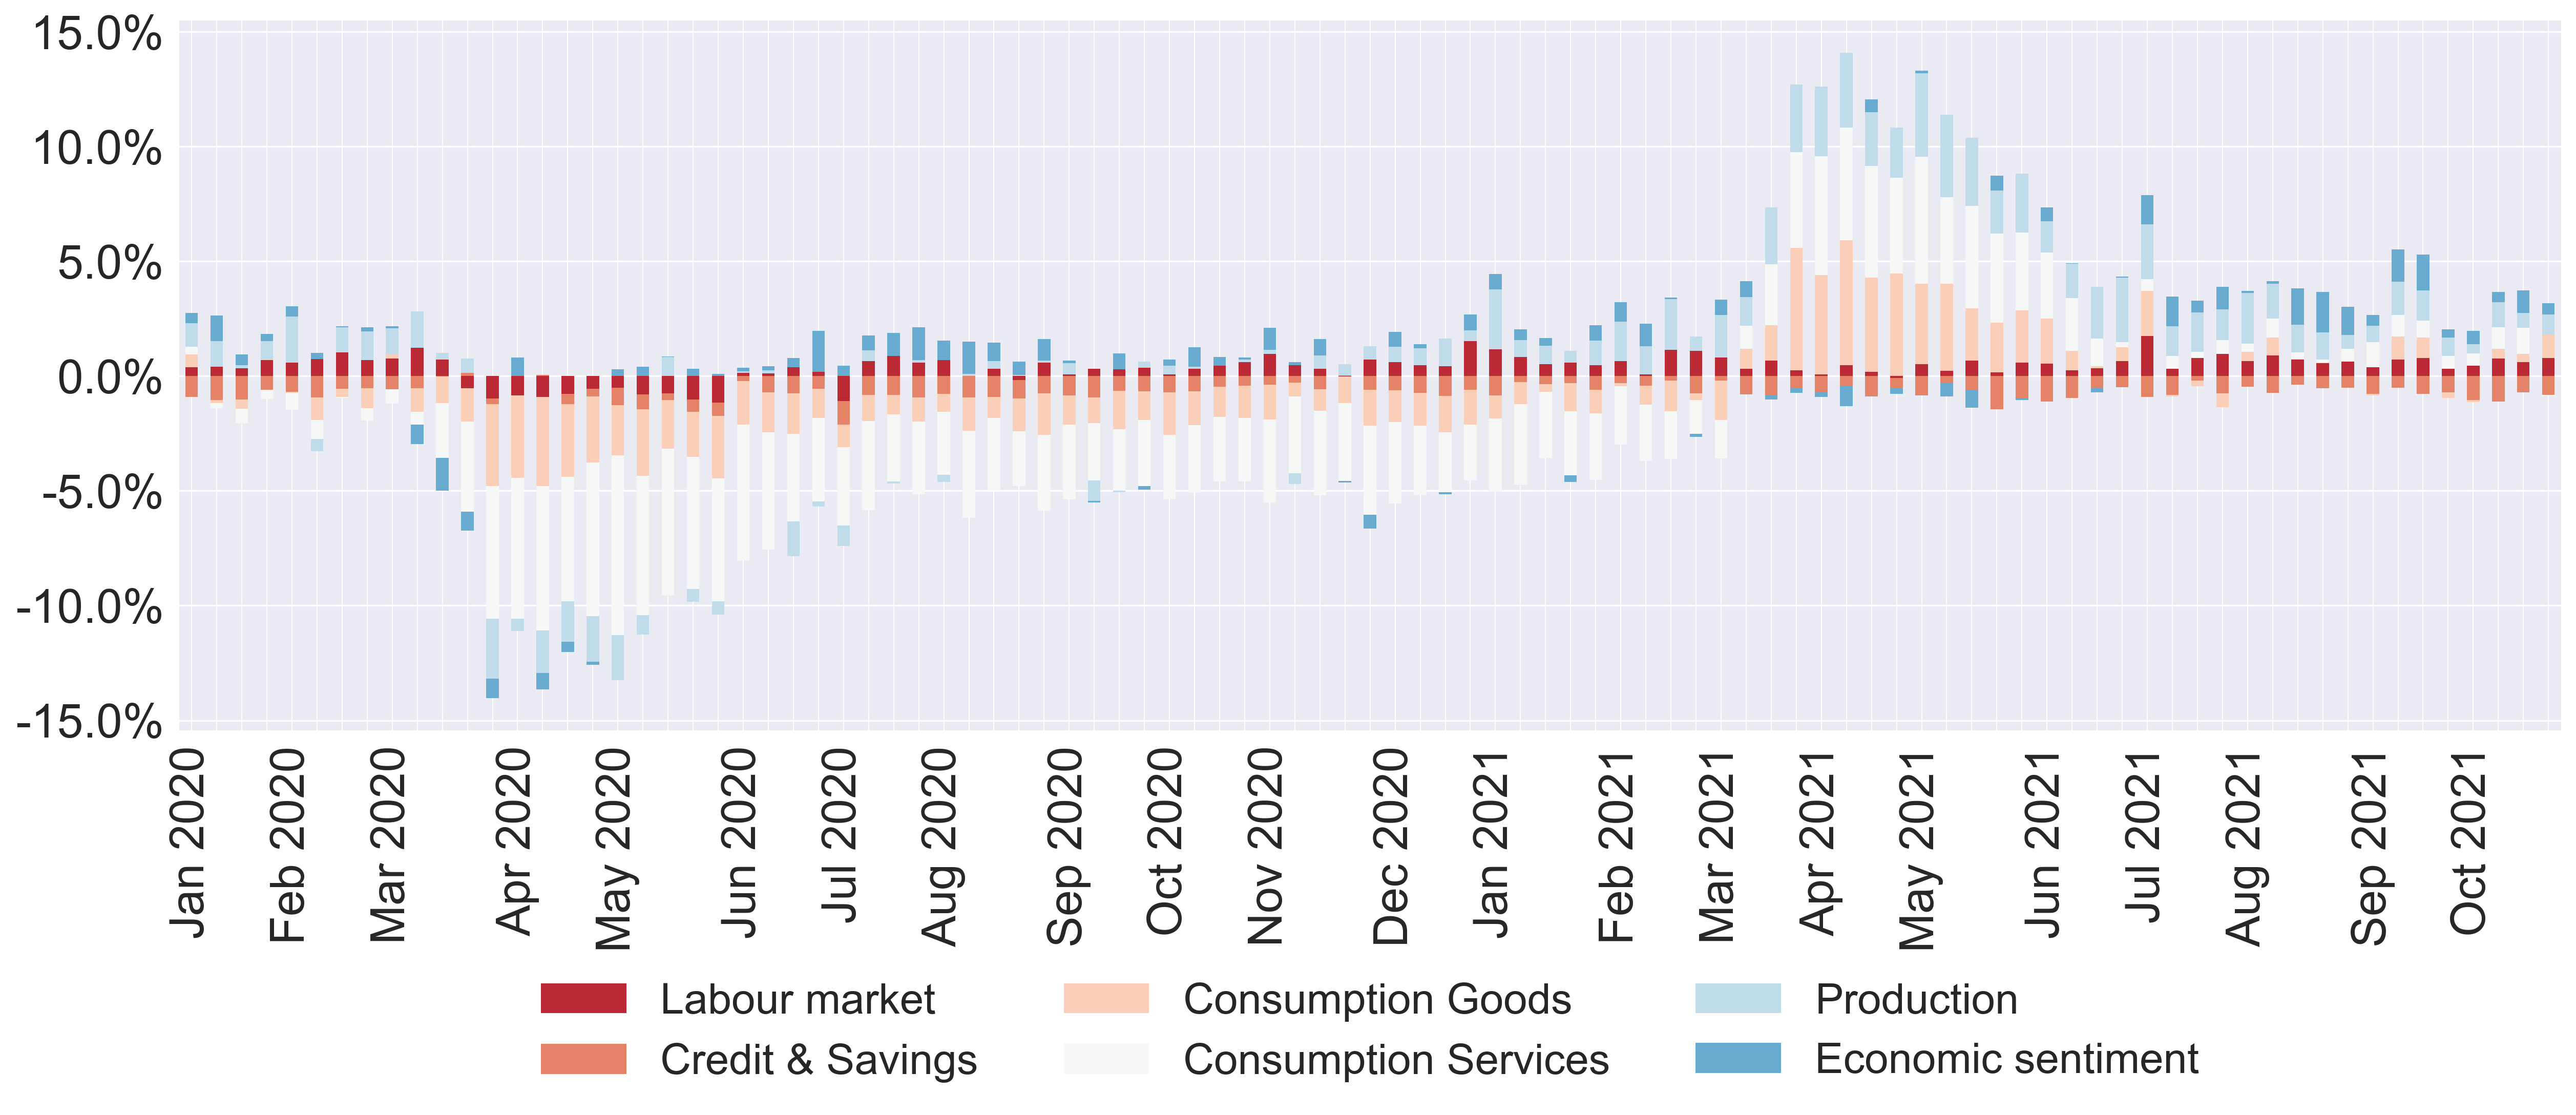 15.0%
10.0%
5.0%
0.0%
-5.0%
-10.0%
-15.0%
Jan 2020
Feb 2020
Mar 2020
Apr 2020
May 2020
Jun 2020
Jul 2020
Aug 2020
Sep 2020
Oct 2020
Nov 2020
Dec 2020
Jan 2021
Feb 2021
Mar 2021
Apr 2021
May 2021
Jun 2021
Jul 2021
Aug 2021
Sep 2021
Oct 2021
Labour market
Consumption Goods
Production
Credit & Savings
Consumption Services
Economic sentiment